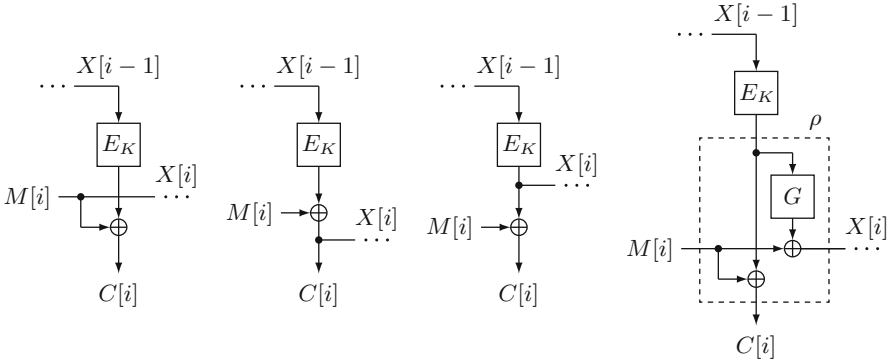 ··· X[i − 1]
E_K
M[i] X[i] ···
C[i]
··· X[i − 1]
E_K
M[i]
X[i] ···
C[i]
··· X[i − 1]
E_K
X[i] ···
M[i]
C[i]
··· X[i − 1]
E_K
ρ
G
M[i] X[i] ···
C[i]